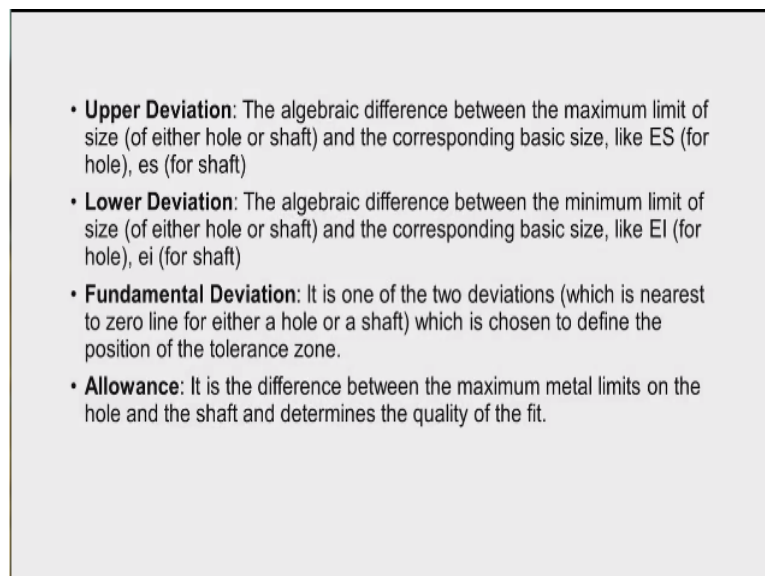 • Upper Deviation: The algebraic difference between the maximum limit of
size (of either hole or shaft) and the corresponding basic size, like ES (for
hole), es (for shaft)
• Lower Deviation: The algebraic difference between the minimum limit of
size (of either hole or shaft) and the corresponding basic size, like EI (for
hole), ei (for shaft)
• Fundamental Deviation: It is one of the two deviations (which is nearest
to zero line for either a hole or a shaft) which is chosen to define the
position of the tolerance zone.
• Allowance: It is the difference between the maximum metal limits on the
hole and the shaft and determines the quality of the fit.